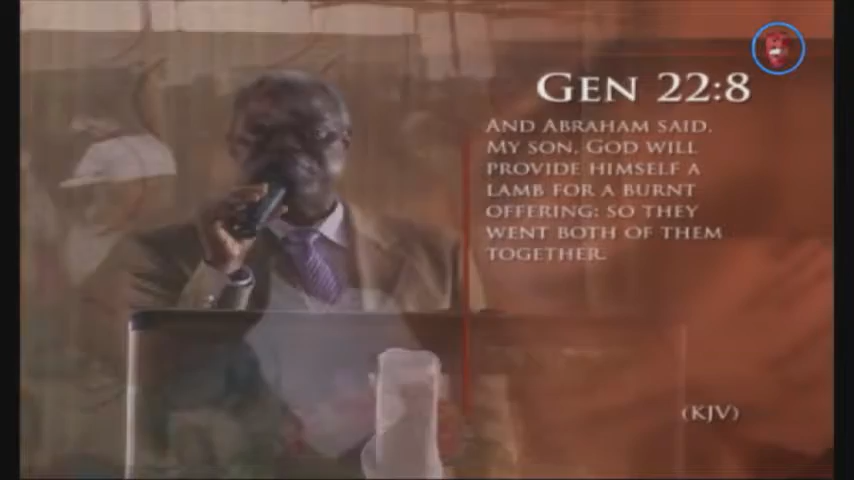 GEN 22:8
AND ABRAHAM SAID,
MY SON, GOD WILL
PROVIDE HIMSELF A
LAMB FOR A BURNT
OFFERING: SO THEY
WENT BOTH OF THEM
TOGETHER.
(KJV)